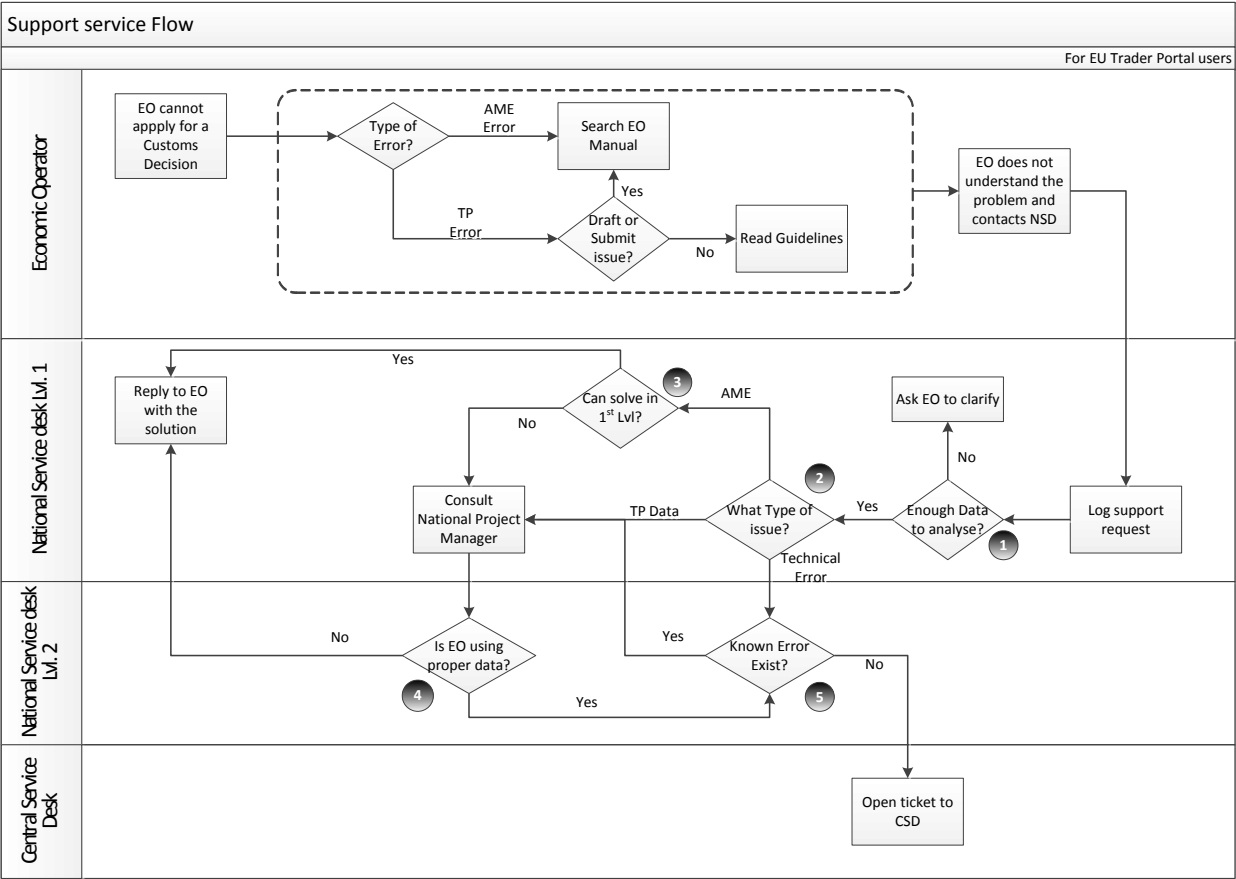 Support service Flow
For EU Trader Portal users
Economic Operator
EO cannot
appply for a
Customs
Decision
Type of
Error?
AME
Error
Search EO
Manual
Yes
TP
Error
Draft or
Submit
issue?
No
Read Guidelines
EO does not
understand the
problem and
contacts NSD
National Service desk Lvl. 1
Reply to EO
with the
solution
Yes
Can solve in
1st Lvl?
3
AME
No
Ask EO to clarify
No
Consult
National Project
Manager
TP Data
What Type of
issue?
2
Yes
Enough Data
to analyse?
1
Log support
request
Technical
Error
National Service desk
Lvl. 2
No
Is EO using
proper data?
4
Yes
Yes
Known Error
Exist?
5
No
Central Service
Desk
Open ticket to
CSD